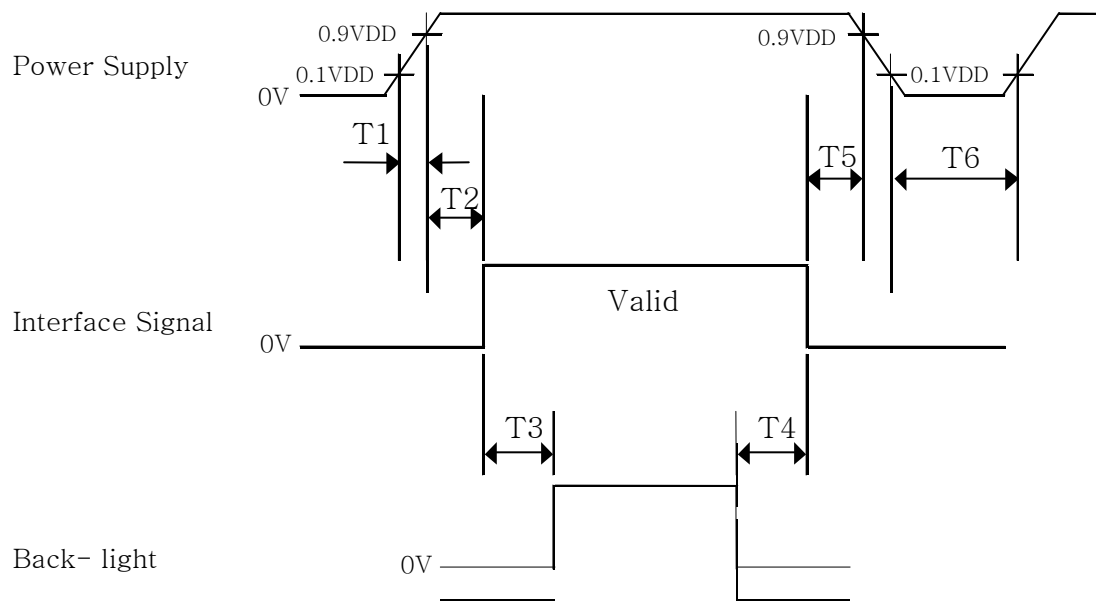 0.9VDD
0.9VDD
Power Supply
0.1VDD
0.1VDD
0V
T1
T5
T6
T2
Valid
Interface Signal
0V
T3
T4
Back- light
0V